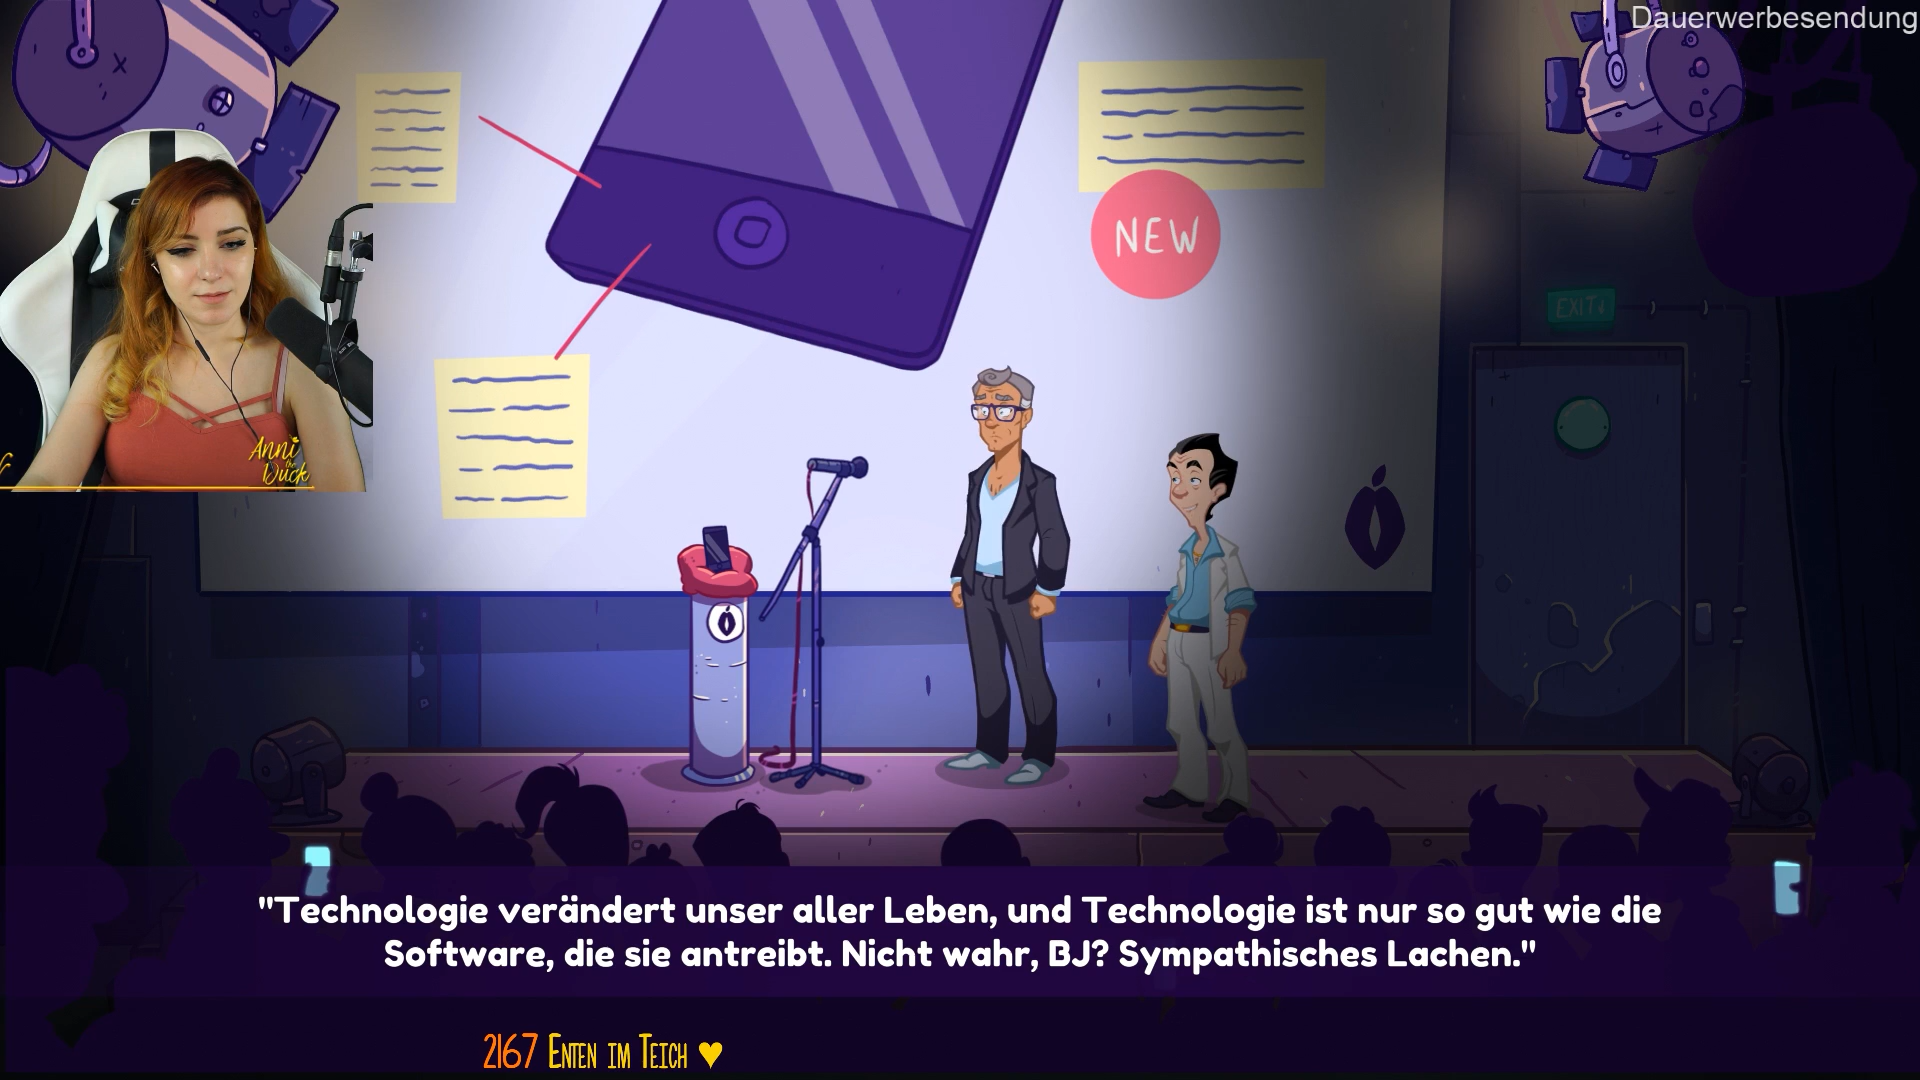 Dauerwerbesendung
NEW
EXIT
Anni
the
Duck
"Technologie verändert unser aller Leben, und Technologie ist nur so gut wie die
Software, die sie antreibt. Nicht wahr, BJ? Sympathisches Lachen."
2167 ENTEN IM TEICH ♥